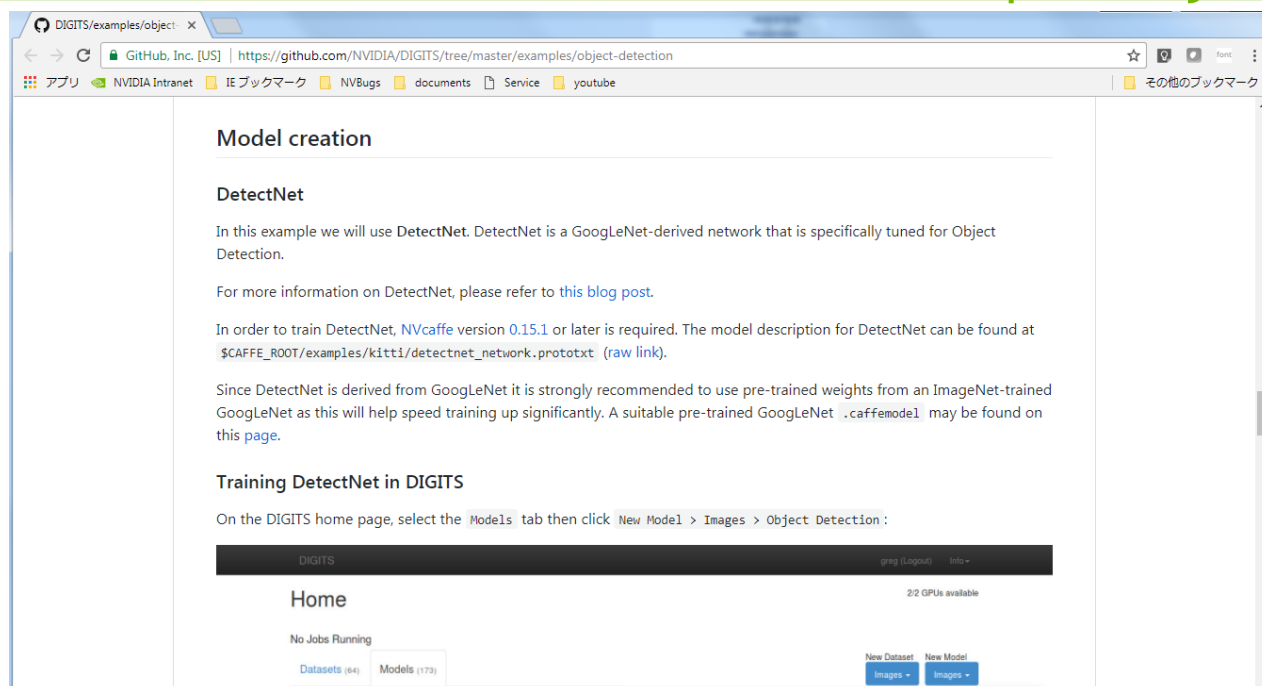 DIGITS/examples/object-
GitHub, Inc. [US] | https://github.com/NVIDIA/DIGITS/tree/master/examples/object-detection
font
アプリ NVIDIA Intranet IE ブックマーク NVBugs documents Service youtube その他のブックマーク
Model creation
DetectNet
In this example we will use DetectNet. DetectNet is a GoogLeNet-derived network that is specifically tuned for Object
Detection.
For more information on DetectNet, please refer to this blog post.
In order to train DetectNet, NVcaffe version 0.15.1 or later is required. The model description for DetectNet can be found at
$CAFFE_ROOT/examples/kitti/detectnet_network.prototxt (raw link).
Since DetectNet is derived from GoogLeNet it is strongly recommended to use pre-trained weights from an ImageNet-trained
GoogLeNet as this will help speed training up significantly. A suitable pre-trained GoogLeNet .caffemodel may be found on
this page.
Training DetectNet in DIGITS
On the DIGITS home page, select the Models tab then click New Model > Images > Object Detection :
DIGITS greg (Logout) Info
Home 2/2 GPUs available
No Jobs Running
New Dataset New Model
Datasets (64) Models (173) Images Images